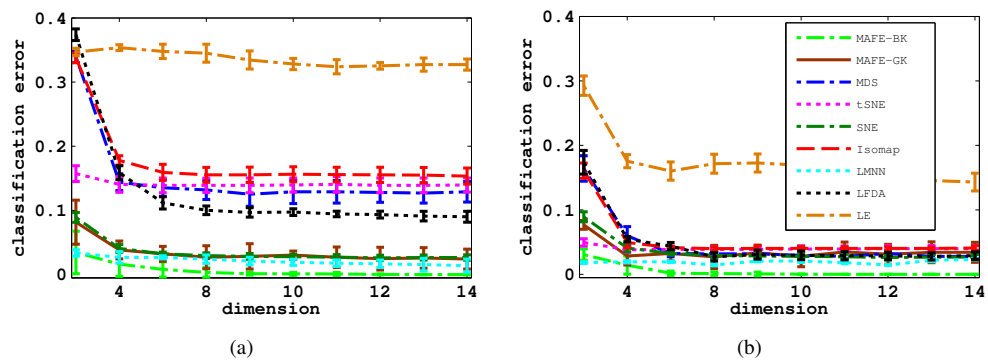 0.4
0.3
0.2
0.1
0
classification error
4
6
8
10
12
14
dimension
(a)
0.4
0.3
0.2
0.1
0
classification error
4
6
8
10
12
14
dimension
MAFE-BK
MAFE-GK
MDS
tSNE
SNE
Isomap
LMNN
LFDA
LE
(b)